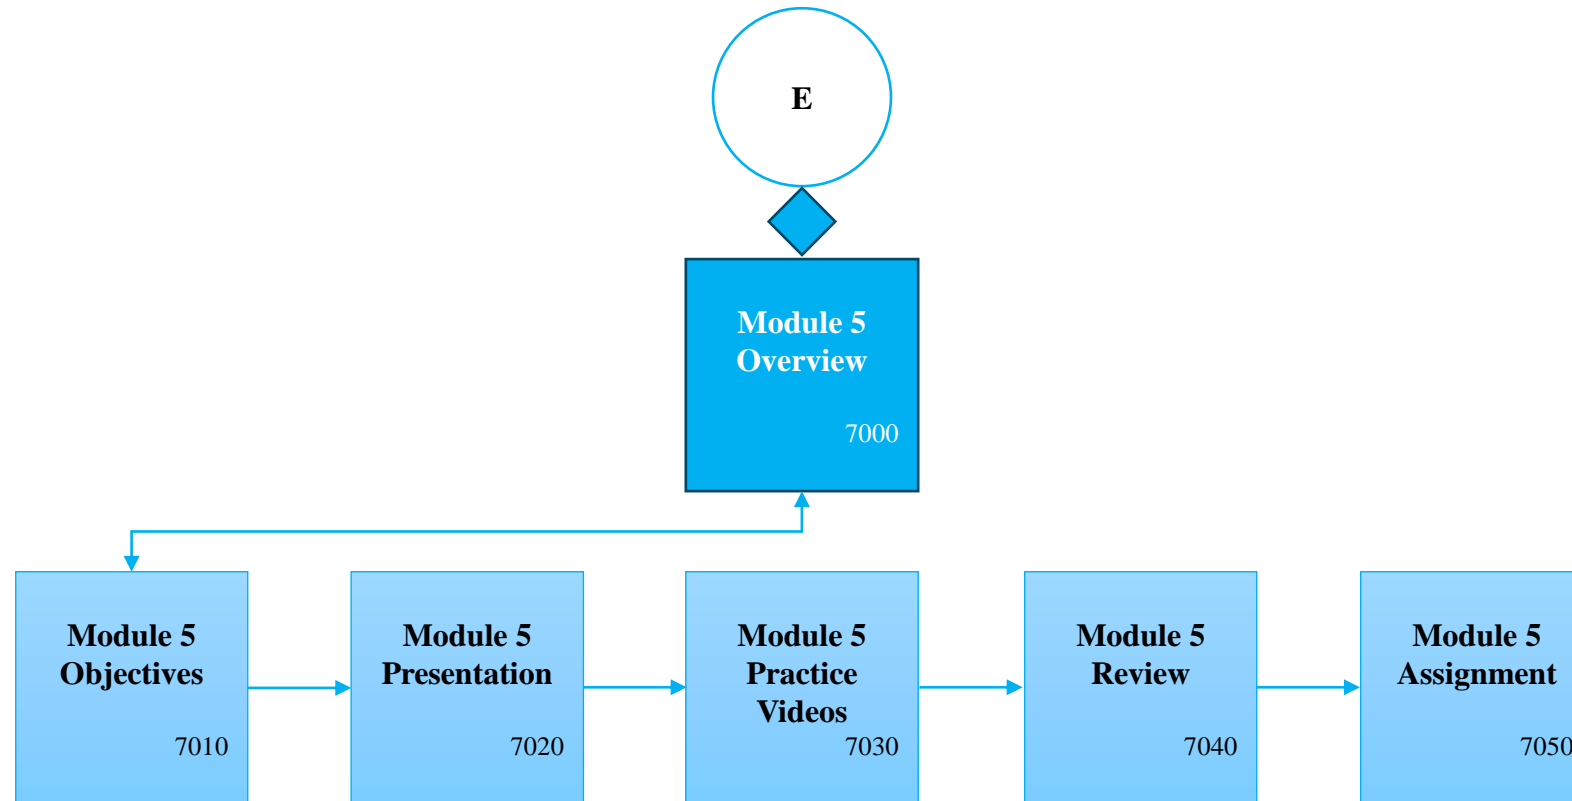 E
Module 5
Overview
7000
Module 5
Objectives
7010
Module 5
Presentation
7020
Module 5
Practice
Videos
7030
Module 5
Review
7040
Module 5
Assignment
7050